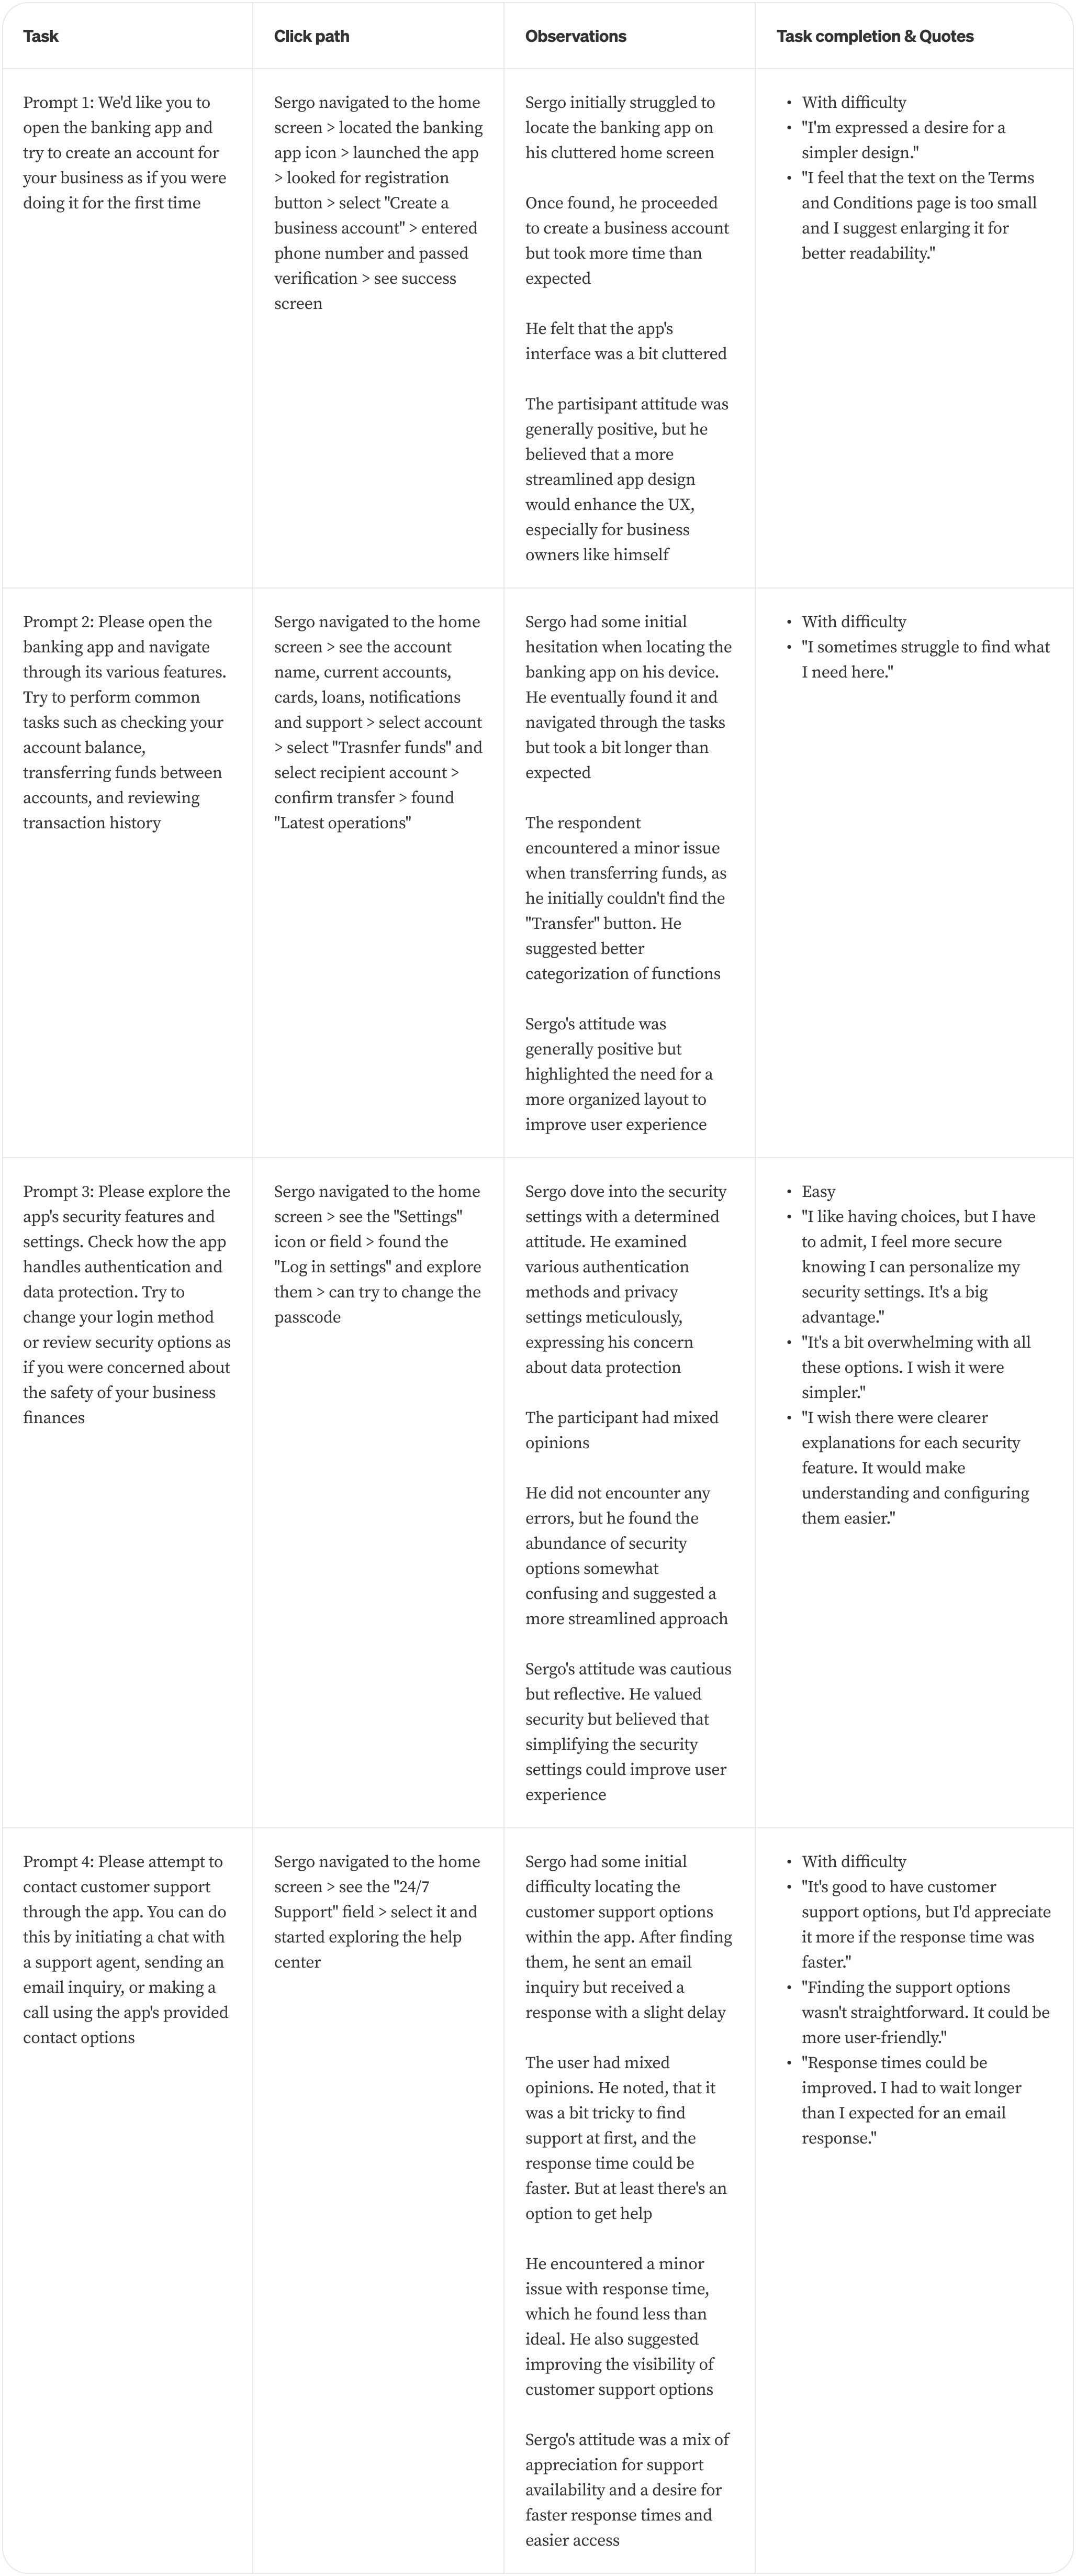 Task
Click path
Observations
Task completion & Quotes
Prompt 1: We'd like you to
open the banking app and
try to create an account for
your business as if you were
doing it for the first time
Sergo navigated to the home
screen > located the banking
app icon > launched the app
> looked for registration
button > select "Create a
business account" > entered
phone number and passed
verification > see success
screen
Sergo initially struggled to
locate the banking app on
his cluttered home screen
Once found, he proceeded
to create a business account
but took more time than
expected
He felt that the app's
interface was a bit cluttered
The partisipant attitude was
generally positive, but he
believed that a more
streamlined app design
would enhance the UX,
especially for business
owners like himself
• With difficulty
• "I'm expressed a desire for a
simpler design."
• "I feel that the text on the Terms
and Conditions page is too small
and I suggest enlarging it for
better readability."
Prompt 2: Please open the
banking app and navigate
through its various features.
Try to perform common
tasks such as checking your
account balance,
transferring funds between
accounts, and reviewing
transaction history
Sergo navigated to the home
screen > see the account
name, current accounts,
cards, loans, notifications
and support > select account
> select "Trasnfer funds" and
select recipient account >
confirm transfer > found
"Latest operations"
Sergo had some initial
hesitation when locating the
banking app on his device.
He eventually found it and
navigated through the tasks
but took a bit longer than
expected
The respondent
encountered a minor issue
when transferring funds, as
he initially couldn't find the
"Transfer" button. He
suggested better
categorization of functions
Sergo's attitude was
generally positive but
highlighted the need for a
more organized layout to
improve user experience
• With difficulty
• "I sometimes struggle to find what
I need here."
Prompt 3: Please explore the
app's security features and
settings. Check how the app
handles authentication and
data protection. Try to
change your login method
or review security options as
if you were concerned about
the safety of your business
finances
Sergo navigated to the home
screen > see the "Settings"
icon or field > found the
"Log in settings" and explore
them > can try to change the
passcode
Sergo dove into the security
settings with a determined
attitude. He examined
various authentication
methods and privacy
settings meticulously,
expressing his concern
about data protection
The participant had mixed
opinions
He did not encounter any
errors, but he found the
abundance of security
options somewhat
confusing and suggested a
more streamlined approach
Sergo's attitude was cautious
but reflective. He valued
security but believed that
simplifying the security
settings could improve user
experience
• Easy
• "I like having choices, but I have
to admit, I feel more secure
knowing I can personalize my
security settings. It's a big
advantage."
• "It's a bit overwhelming with all
these options. I wish it were
simpler."
• "I wish there were clearer
explanations for each security
feature. It would make
understanding and configuring
them easier."
Prompt 4: Please attempt to
contact customer support
through the app. You can do
this by initiating a chat with
a support agent, sending an
email inquiry, or making a
call using the app's provided
contact options
Sergo navigated to the home
screen > see the "24/7
Support" field > select it and
started exploring the help
center
Sergo had some initial
difficulty locating the
customer support options
within the app. After finding
them, he sent an email
inquiry but received a
response with a slight delay
The user had mixed
opinions. He noted, that it
was a bit tricky to find
support at first, and the
response time could be
faster. But at least there's an
option to get help
He encountered a minor
issue with response time,
which he found less than
ideal. He also suggested
improving the visibility of
customer support options
Sergo's attitude was a mix of
appreciation for support
availability and a desire for
faster response times and
easier access
• With difficulty
• "It's good to have customer
support options, but I'd appreciate
it more if the response time was
faster."
• "Finding the support options
wasn't straightforward. It could be
more user-friendly."
• "Response times could be
improved. I had to wait longer
than I expected for an email
response."